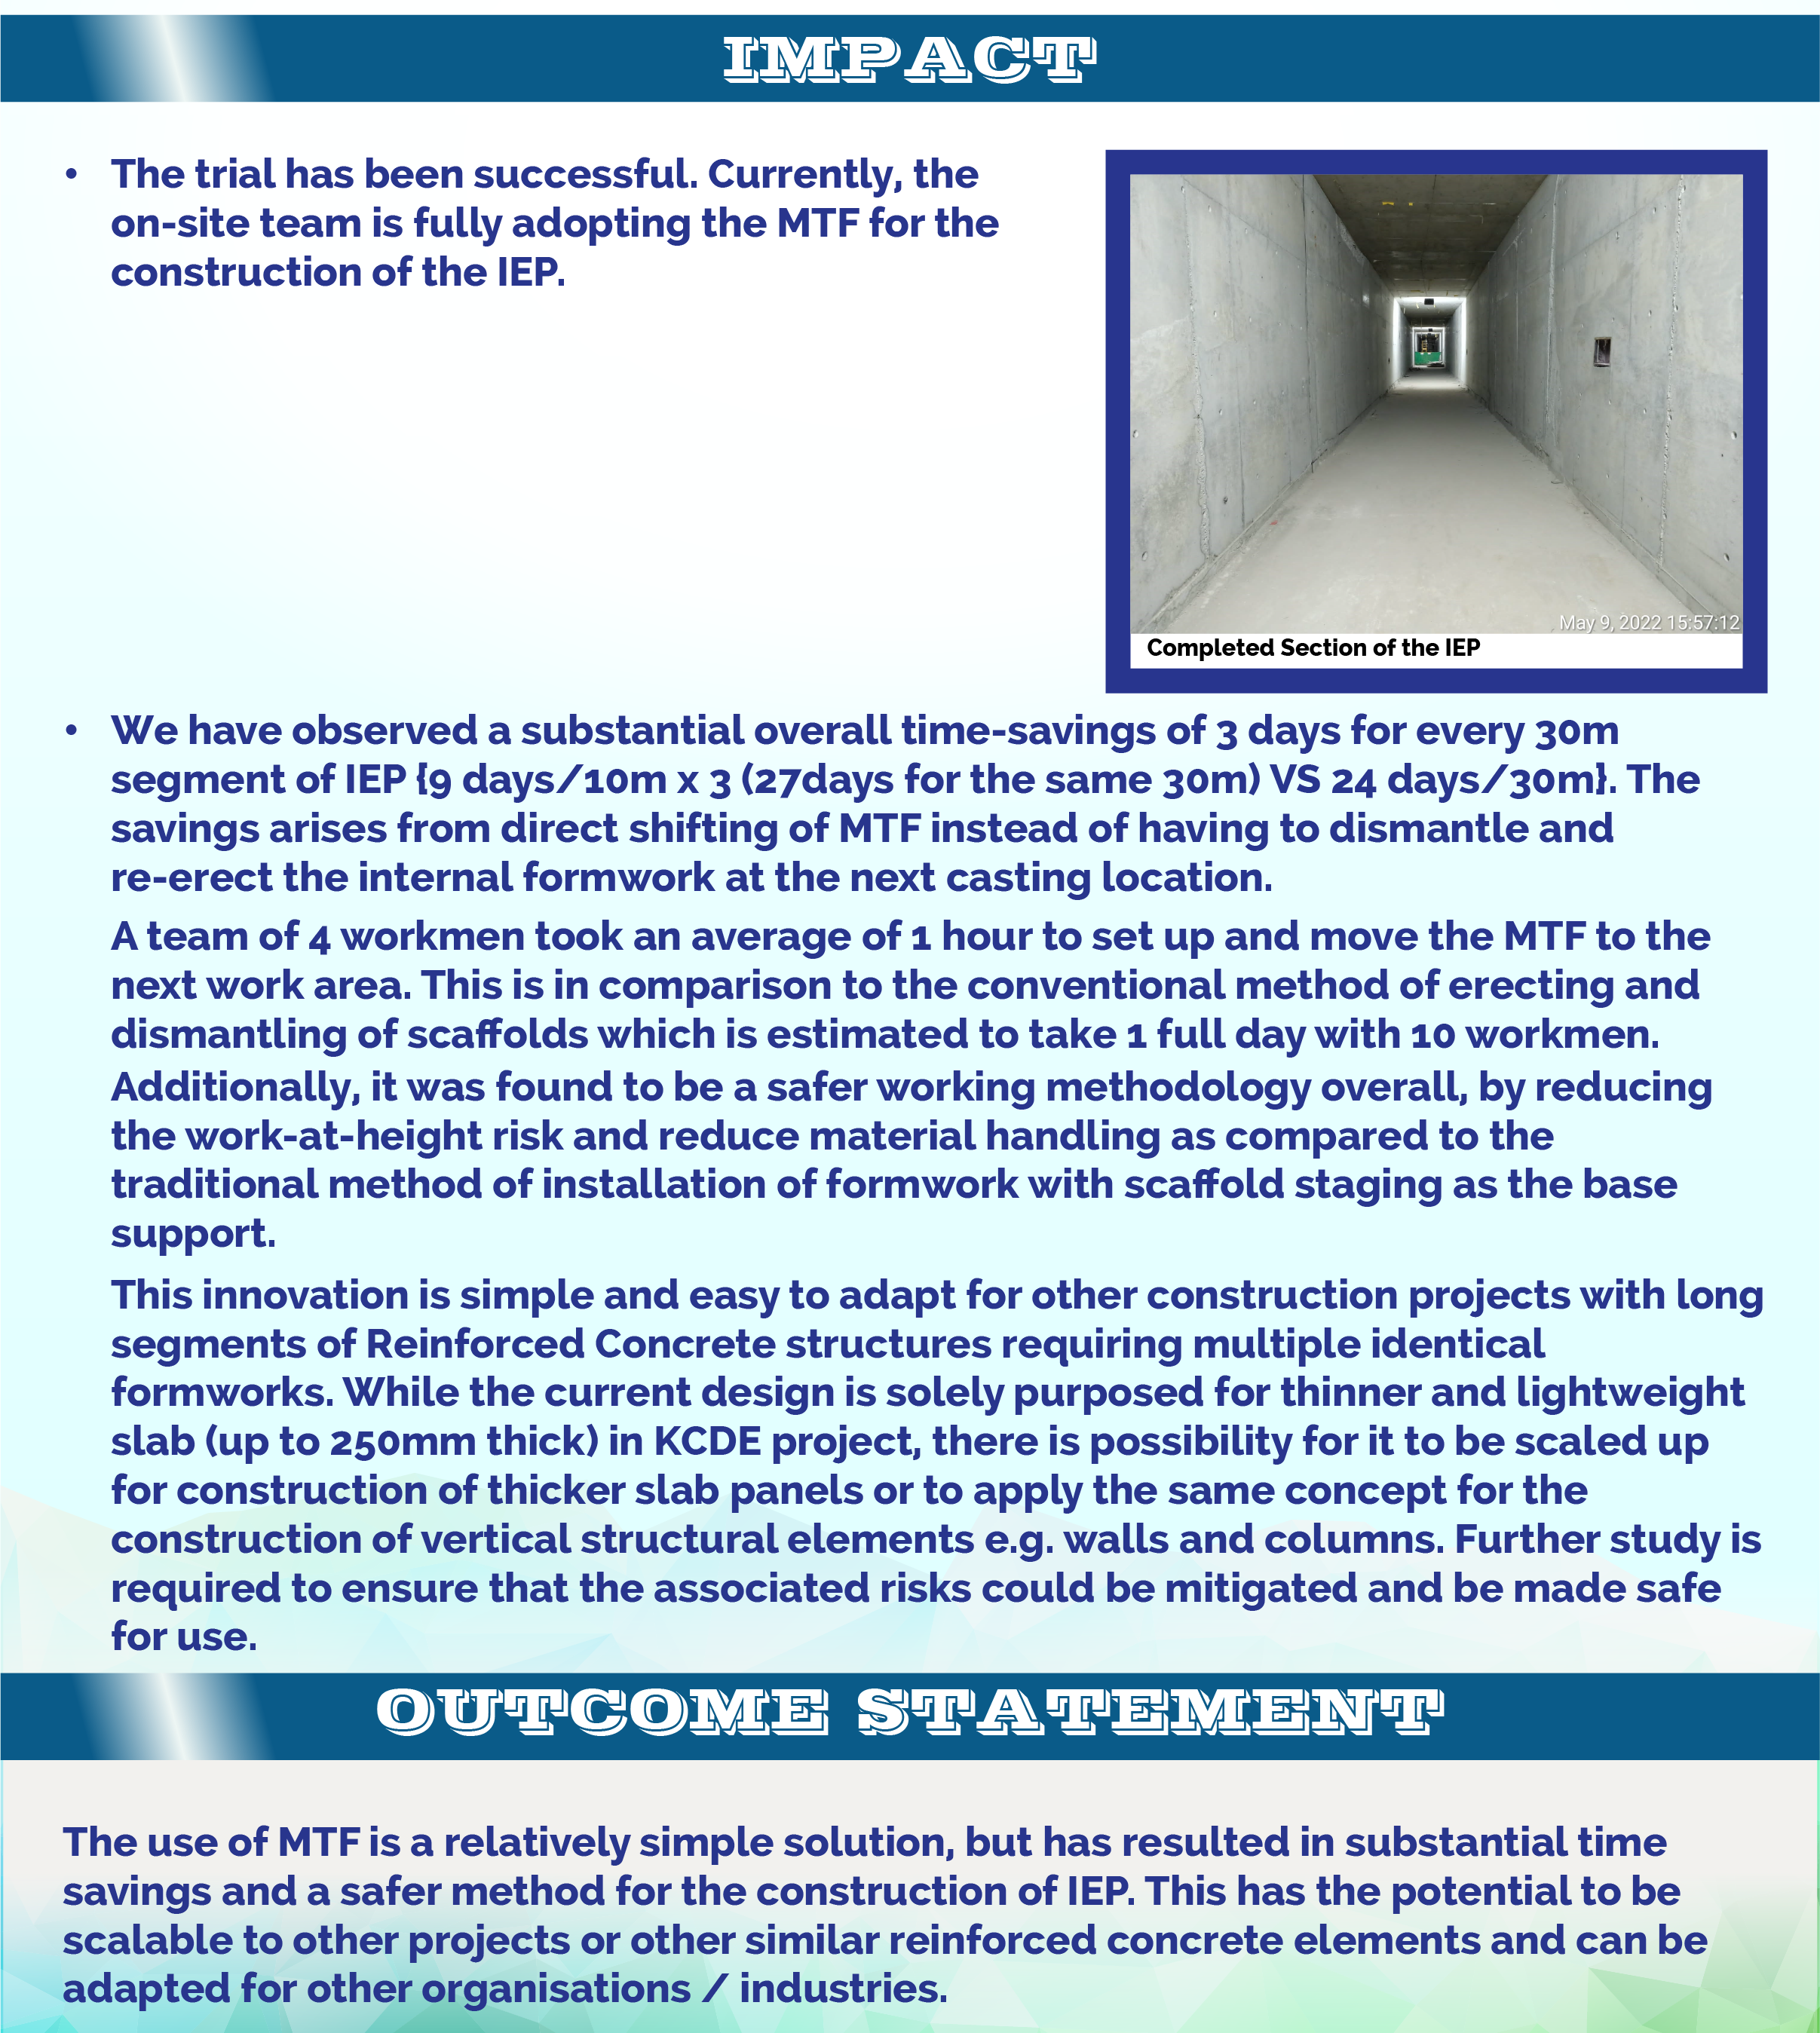 IMPACT
• The trial has been successful. Currently, the
on-site team is fully adopting the MTF for the
construction of the IEP.
May 9, 2022 15:57:12
Completed Section of the IEP
• We have observed a substantial overall time-savings of 3 days for every 30m
segment of IEP {9 days/10m x 3 (27days for the same 30m) VS 24 days/30m}. The
savings arises from direct shifting of MTF instead of having to dismantle and
re-erect the internal formwork at the next casting location.
A team of 4 workmen took an average of 1 hour to set up and move the MTF to the
next work area. This is in comparison to the conventional method of erecting and
dismantling of scaffolds which is estimated to take 1 full day with 10 workmen.
Additionally, it was found to be a safer working methodology overall, by reducing
the work-at-height risk and reduce material handling as compared to the
traditional method of installation of formwork with scaffold staging as the base
support.
This innovation is simple and easy to adapt for other construction projects with long
segments of Reinforced Concrete structures requiring multiple identical
formworks. While the current design is solely purposed for thinner and lightweight
slab (up to 250mm thick) in KCDE project, there is possibility for it to be scaled up
for construction of thicker slab panels or to apply the same concept for the
construction of vertical structural elements e.g. walls and columns. Further study is
required to ensure that the associated risks could be mitigated and be made safe
for use.
OUTCOME STATEMENT
The use of MTF is a relatively simple solution, but has resulted in substantial time
savings and a safer method for the construction of IEP. This has the potential to be
scalable to other projects or other similar reinforced concrete elements and can be
adapted for other organisations / industries.